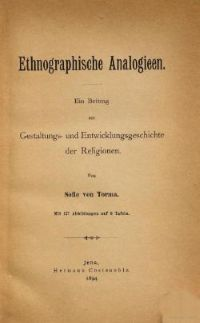 Ethnographische Analogieen.
Ein Beitrag
zur
Gestaltungs- und Entwicklungsgeschichte
der Religionen.
Von
Sofie von Torma.
Mit 127 Abbildungen auf 8 Tafeln.
Jena,
Hermann Costenoble.
1894.